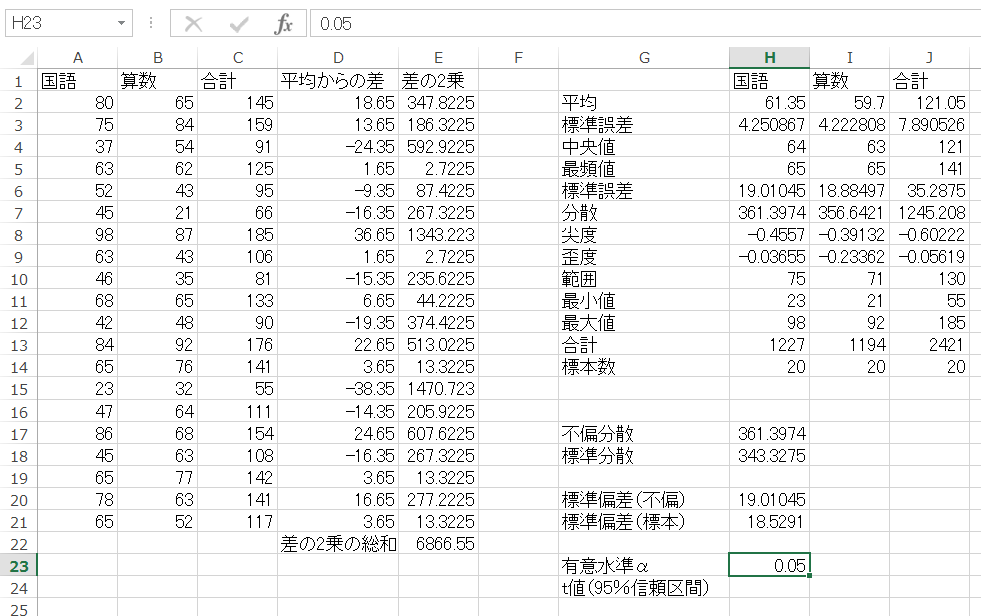 H23 fx 0.05
A B C D E F G H I J
1 国語 算数 合計 平均からの差 差の2乗 国語 算数 合計
2 80 65 145 18.65 347.8225 平均 61.35 59.7 121.05
3 75 84 159 13.65 186.3225 標準誤差 4.250867 4.222808 7.890526
4 37 54 91 −24.35 592.9225 中央値 64 63 121
5 63 62 125 1.65 2.7225 最頻値 65 65 141
6 52 43 95 −9.35 87.4225 標準誤差 19.01045 18.88497 35.2875
7 45 21 66 −16.35 267.3225 分散 361.3974 356.6421 1245.208
8 98 87 185 36.65 1343.223 尖度 −0.4557 −0.39132 −0.60222
9 63 43 106 1.65 2.7225 歪度 −0.03655 −0.23362 −0.05619
10 46 35 81 −15.35 235.6225 範囲 75 71 130
11 68 65 133 6.65 44.2225 最小値 23 21 55
12 42 48 90 −19.35 374.4225 最大値 98 92 185
13 84 92 176 22.65 513.0225 合計 1227 1194 2421
14 65 76 141 3.65 13.3225 標本数 20 20 20
15 23 32 55 −38.35 1470.723
16 47 64 111 −14.35 205.9225
17 86 68 154 24.65 607.6225 不偏分散 361.3974
18 45 63 108 −16.35 267.3225 標準分散 343.3275
19 65 77 142 3.65 13.3225
20 78 63 141 16.65 277.2225 標準偏差(不偏) 19.01045
21 65 52 117 3.65 13.3225 標準偏差(標本) 18.5291
22 差の2乗の総和 6866.55
23 有意水準α 0.05
24 t値(95%信頼区間)
25